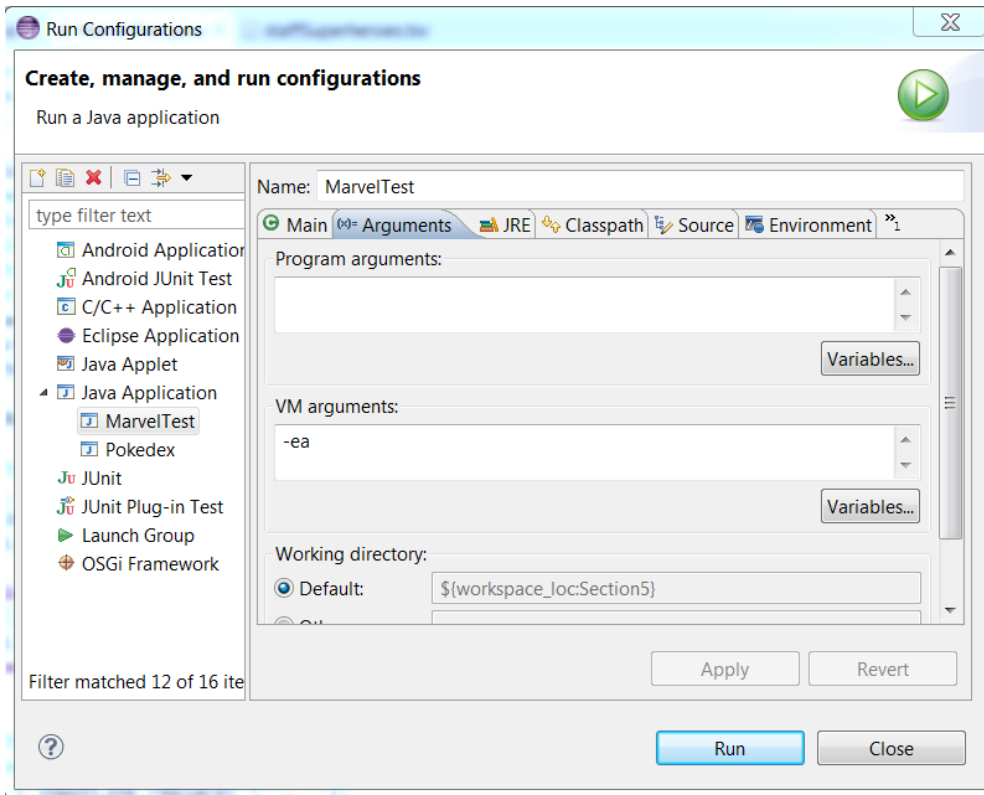 Run Configurations
Create, manage, and run configurations
Run a Java application
type filter text
Android Application
Android JUnit Test
C/C++ Application
Eclipse Application
Java Applet
Java Application
MarvelTest
Pokedex
JUnit
JUnit Plug-in Test
Launch Group
OSGi Framework
Filter matched 12 of 16 ite
Name: MarvelTest
Main (x)= Arguments JRE Classpath Source Environment »1
Program arguments:
Variables...
VM arguments:
-ea
Variables...
Working directory:
Default: ${workspace_loc:Section5}
Apply Revert
Run Close